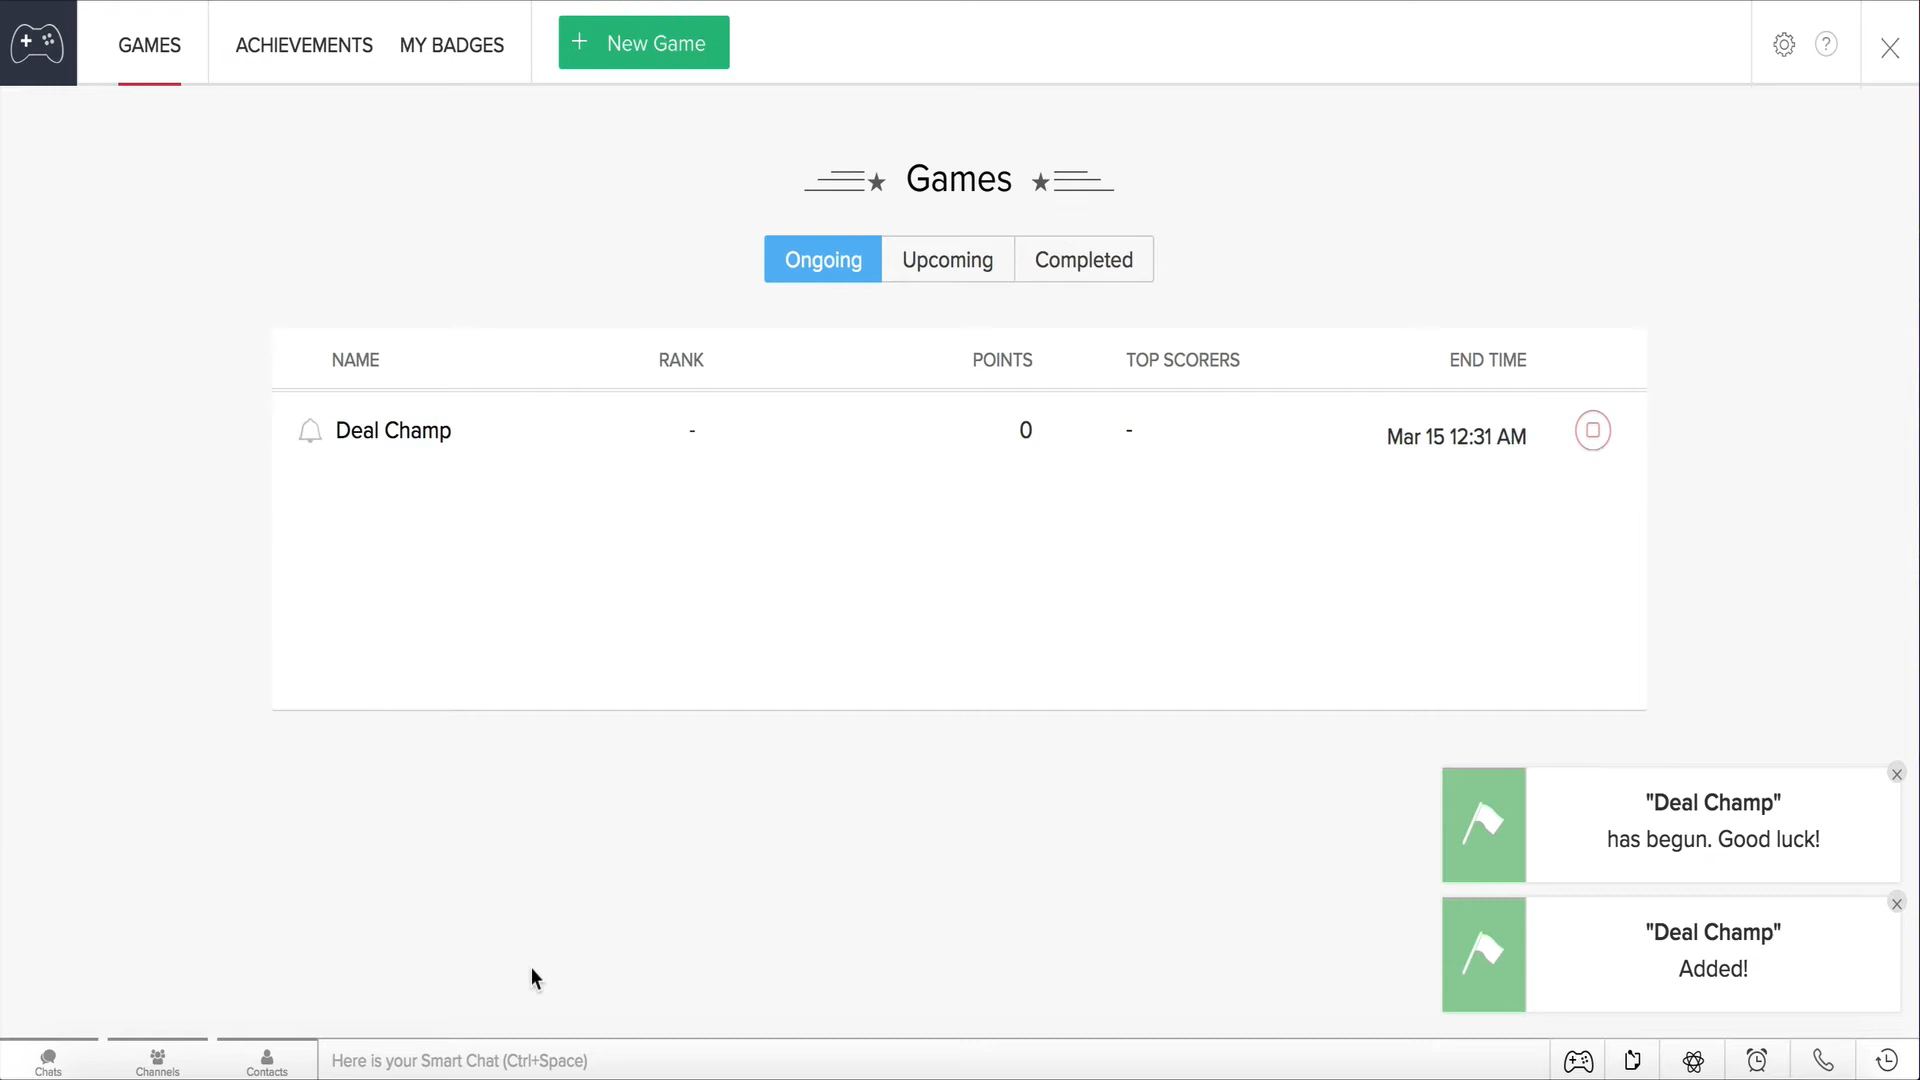 GAMES
ACHIEVEMENTS
MY BADGES
+ New Game
?
Games
Ongoing
Upcoming
Completed
NAME
RANK
POINTS
TOP SCORERS
END TIME
Deal Champ
-
0
-
Mar 15 12:31 AM
"Deal Champ"
has begun. Good luck!
"Deal Champ"
Added!
Chats
Channels
Contacts
Here is your Smart Chat (Ctrl+Space)